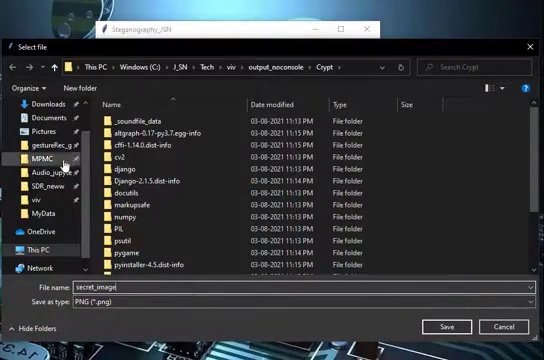 Steganography_JSN
Select file
This PC > Windows (C:) > J_SN > Tech > viv > output_noconsole > Crypt >
Search Crypt
Organize
New folder
Downloads
Documents
Pictures
gestureRec_g
MPMC
Audio_jupyte
SDR_neww
viv
MyData
OneDrive
This PC
Network
Name Date modified Type Size
_soundfile_data 03-08-2021 11:13 PM File folder
altgraph-0.17-py3.7.egg-info 03-08-2021 11:15 PM File folder
cffi-1.14.0.dist-info 03-08-2021 11:15 PM File folder
cv2 03-08-2021 11:13 PM File folder
django 03-08-2021 11:13 PM File folder
Django-2.1.5.dist-info 03-08-2021 11:15 PM File folder
docutils 03-08-2021 11:13 PM File folder
markupsafe 03-08-2021 11:13 PM File folder
numpy 03-08-2021 11:13 PM File folder
PIL 03-08-2021 11:13 PM File folder
psutil 03-08-2021 11:13 PM File folder
pygame 03-08-2021 11:13 PM File folder
pyinstaller-4.5.dist-info 03-08-2021 11:15 PM File folder
File name: secret_image
Save as type: PNG (*.png)
Hide Folders
Save
Cancel